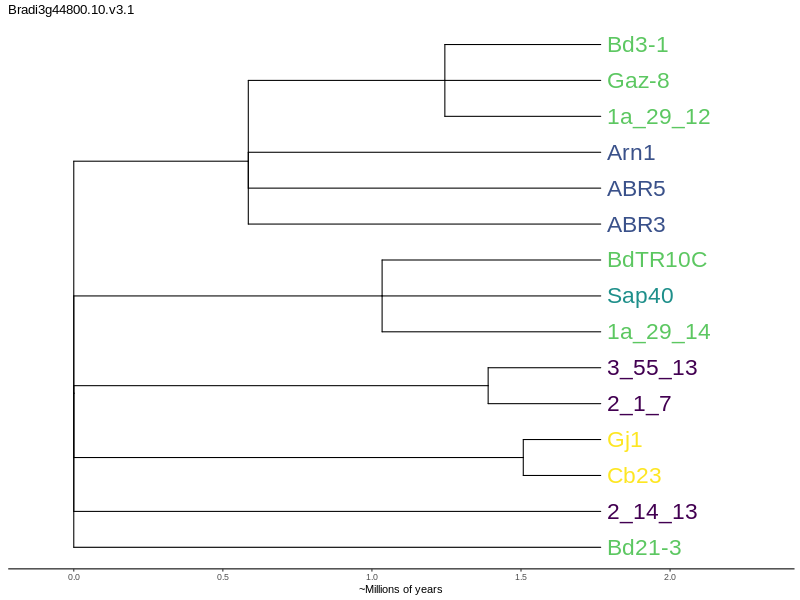 Bradi3g44800.10.v3.1
Bd3-1
Gaz-8
1a_29_12
Arn1
ABR5
ABR3
BdTR10C
Sap40
1a_29_14
3_55_13
2_1_7
Gj1
Cb23
2_14_13
Bd21-3
0.0 0.5 1.0 1.5 2.0
~Millions of years